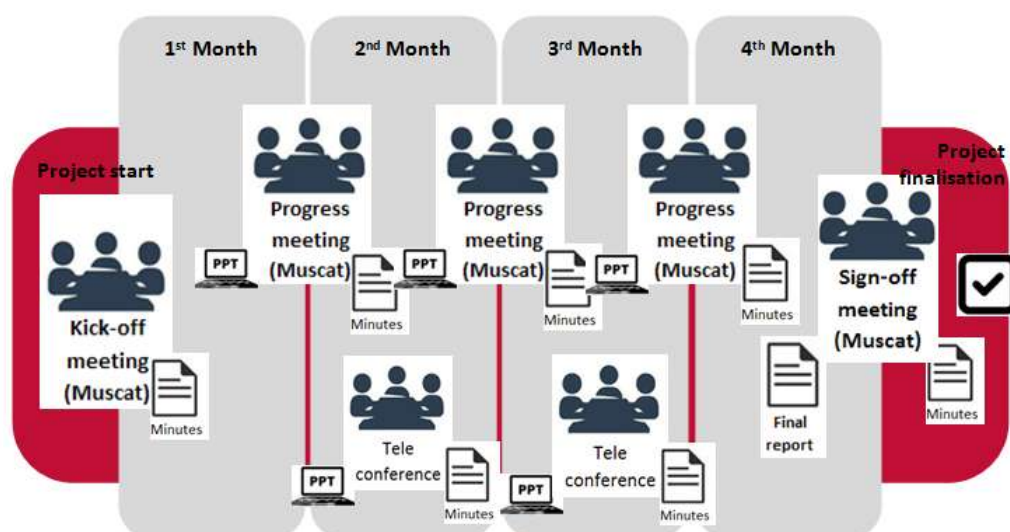 1st Month
2nd Month
3rd Month
4th Month
Project start
Project
finalisation
Kick-off
meeting
(Muscat)
Minutes
PPT
Progress
meeting
(Muscat)
Minutes
PPT
Progress
meeting
(Muscat)
Minutes
PPT
Progress
meeting
(Muscat)
Minutes
Sign-off
meeting
(Muscat)
Minutes
Final
report
PPT
Tele
conference
Minutes
PPT
Tele
conference
Minutes